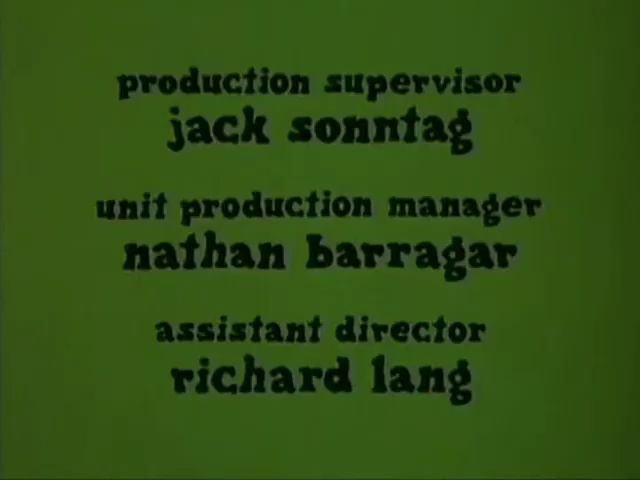 production supervisor
jack sonntag
unit production manager
nathan barragar
assistant director
richard lang